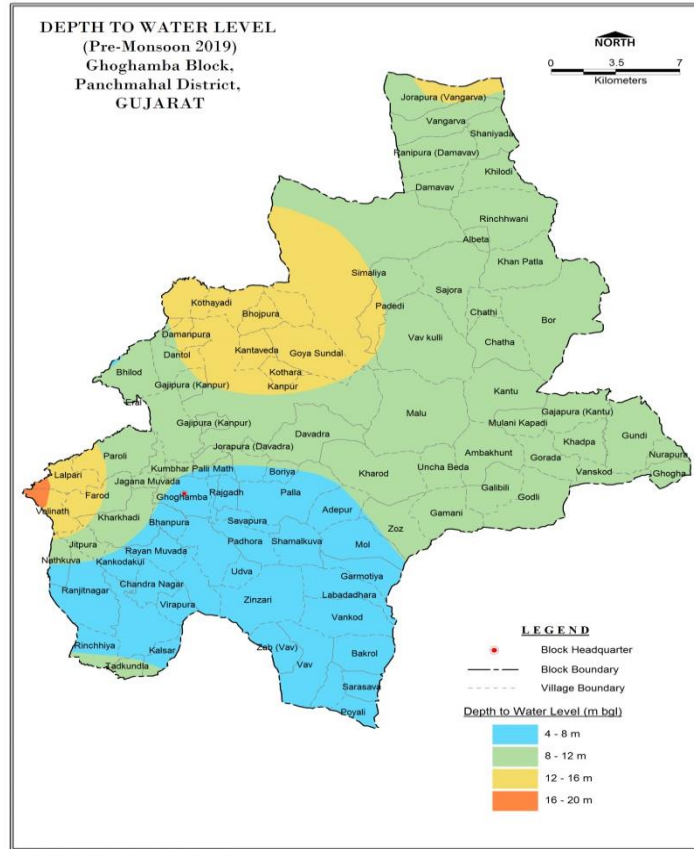 DEPTH TO WATER LEVEL
(Pre-Monsoon 2019)
Ghoghamba Block,
Panchmahal District,
GUJARAT
NORTH
0 3.5 7
Kilometers
Jorapura (Vangarva)
Vangarva
Shaniyada
Ranipura (Damavav)
Khilodi
Damavav
Rinchhwani
Albeta
Khan Patla
Simaliya
Sajora
Kothayadi
Padedi
Bhojpura
Chathi
Bor
Damanpura
Vav kulli
Chatha
Kantaveda
Dantol
Goya Sundal
Kothara
Bhilod
Gajipura (Kanpur)
Kanpur
Kantu
Eral
Malu
Gajapura (Kantu)
Gajipura (Kanpur)
Mulani Kapadi
Davadra
Gundi
Jorapura (Davadra)
Khadpa
Paroli
Ambakhunt
Gorada
Nurapura
Kumbhar Palli Math
Uncha Beda
Lalpari
Boriya
Kharod
Vanskod
Ghogha
Jagana Muvada
Galibili
Farod
Ghoghamba
Rajgadh
Palla
Godli
Valinath
Kharkhadi
Adepur
Gamani
Bhanpura
Savapura
Zoz
Jitpura
Padhora
Shamalkuva
Mol
Rayan Muvada
Nathkuva
Kankodakui
Udva
Garmotiya
Chandra Nagar
Ranjitnagar
Labadadhara
Virapura
Zinzari
Vankod
Rinchhiya
Kalsar
Zab (Vav)
Bakrol
Tadkundla
Vav
Sarasava
Poyali
LEGEND
Block Headquarter
Block Boundary
Village Boundary
Depth to Water Level (m bgl)
4 - 8 m
8 - 12 m
12 - 16 m
16 - 20 m